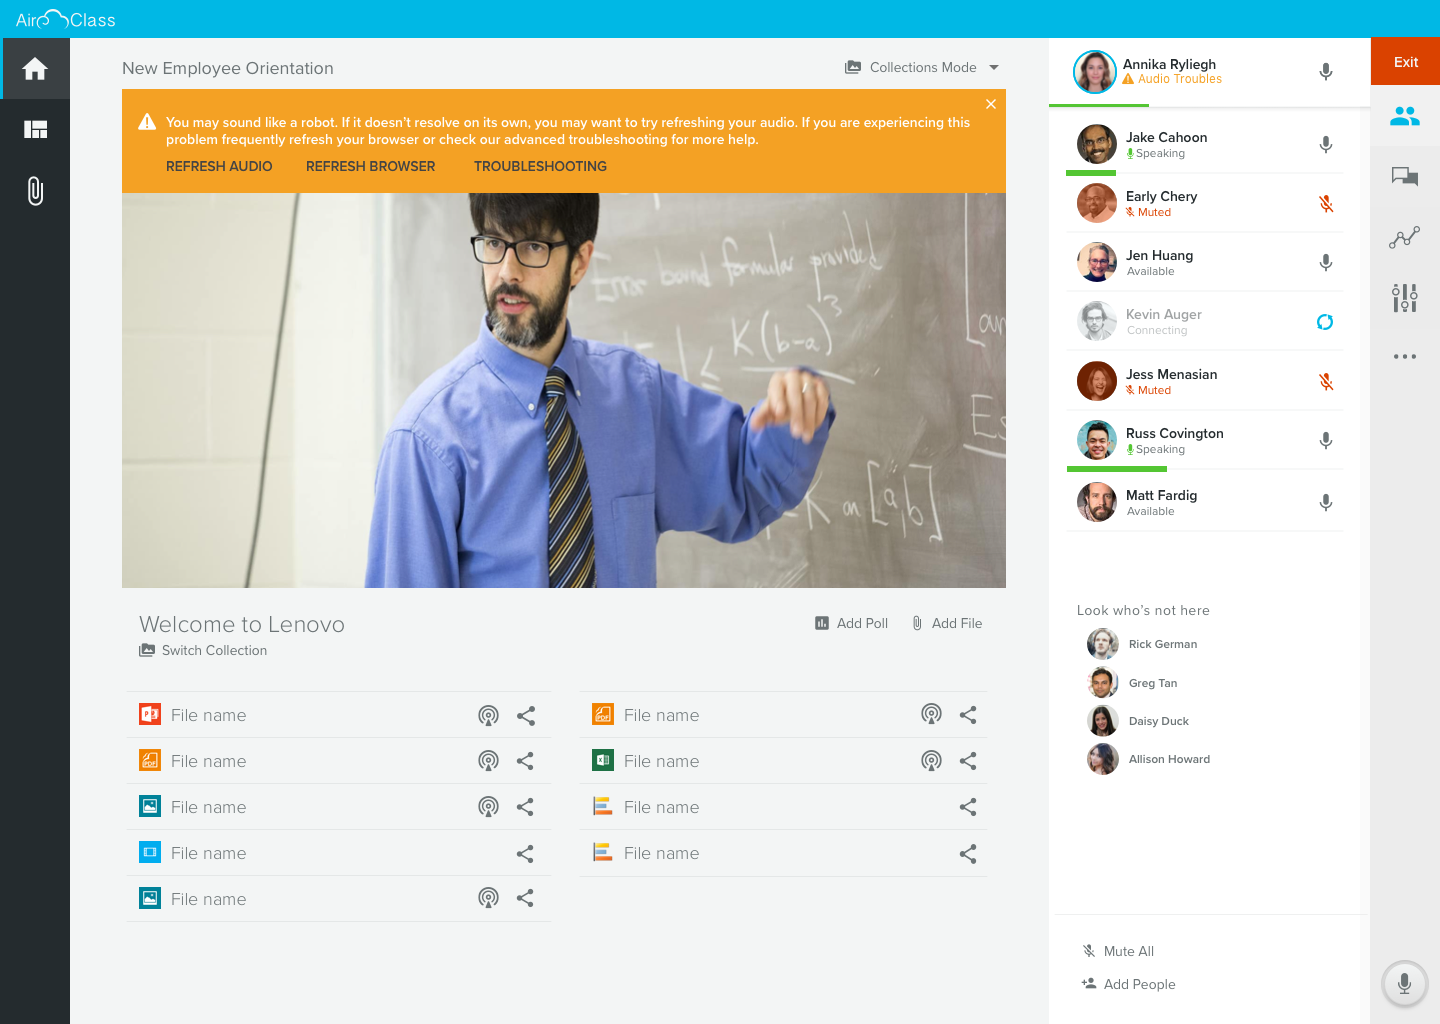 AirClass
New Employee Orientation
Collections Mode
You may sound like a robot. If it doesn't resolve on its own, you may want to try refreshing your audio. If you are experiencing this
problem frequently refresh your browser or check our advanced troubleshooting for more help.
REFRESH AUDIO REFRESH BROWSER TROUBLESHOOTING
Error bound formular provided
≤ K(b-a)³
K on [a,b]
Es
Welcome to Lenovo
Switch Collection
Add Poll
Add File
File name
File name
File name
File name
File name
File name
File name
File name
File name
Annika Ryliegh
Audio Troubles
Jake Cahoon
Speaking
Early Chery
Muted
Jen Huang
Available
Kevin Auger
Connecting
Jess Menasian
Muted
Russ Covington
Speaking
Matt Fardig
Available
Look who's not here
Rick German
Greg Tan
Daisy Duck
Allison Howard
Mute All
Add People
Exit